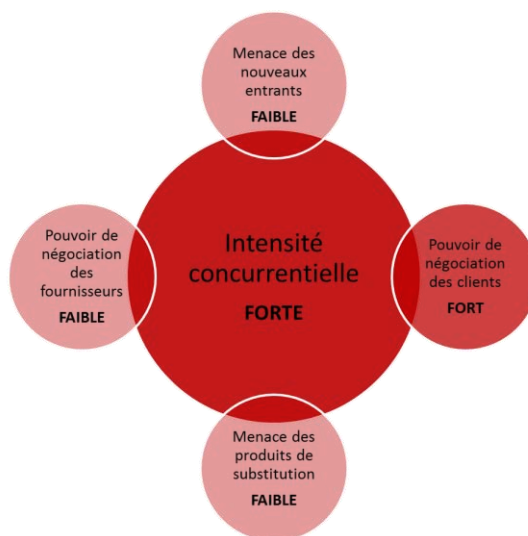 Menace des
nouveaux
entrants
FAIBLE
Pouvoir de
négociation
des
fournisseurs
FAIBLE
Intensité
concurrentielle
FORTE
Pouvoir de
négociation
des clients
FORT
Menace des
produits de
substitution
FAIBLE